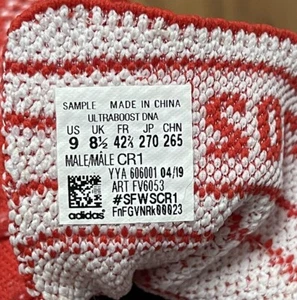 SAMPLE MADE IN CHINA
ULTRABOOST DNA
US UK FR JP CHN
9 8½ 42⅔ 270 265
MALE/MÂLE CR1
YYA 606001 04/19
ART FV6053
#SFWSCR1
adidas FnFGVNRk00023